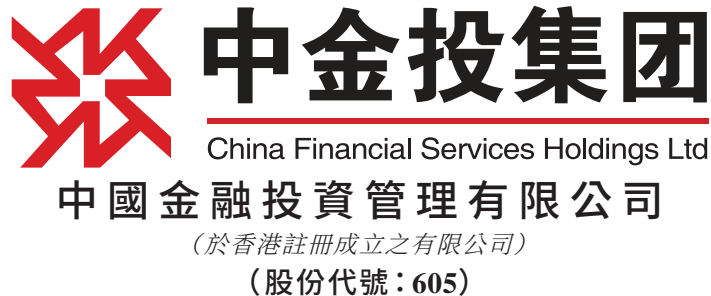 中金投集团
China Financial Services Holdings Ltd
中國金融投資管理有限公司
（於香港註冊成立之有限公司）
（股份代號：605）